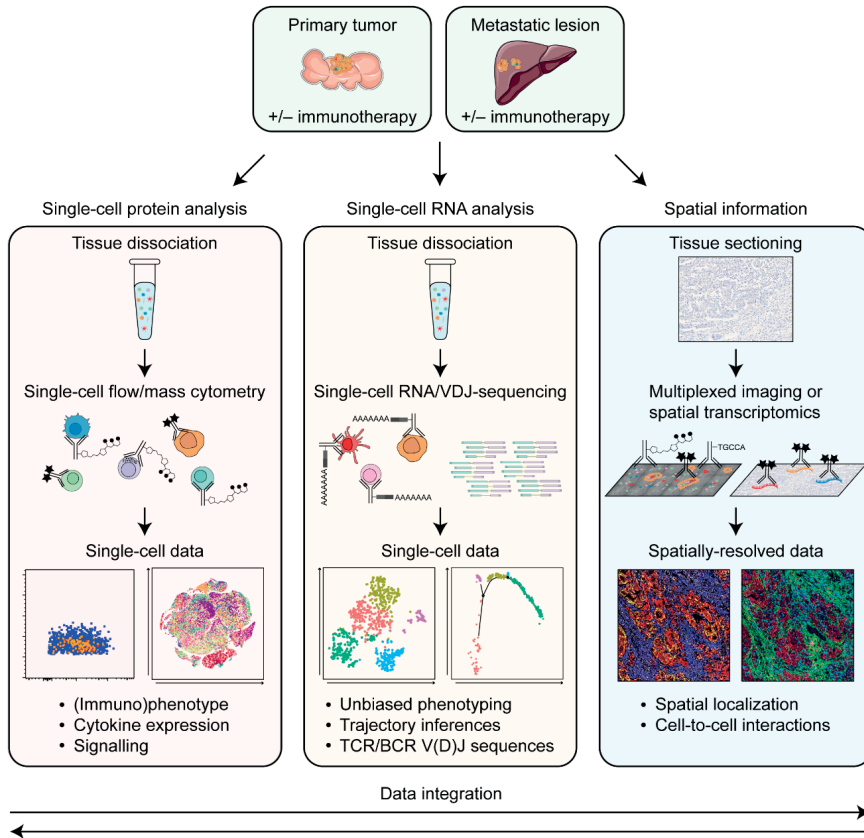 Primary tumor
+/– immunotherapy
Metastatic lesion
+/– immunotherapy
Single-cell protein analysis
Tissue dissociation
Single-cell flow/mass cytometry
Single-cell data
• (Immuno)phenotype
• Cytokine expression
• Signalling
Single-cell RNA analysis
Tissue dissociation
Single-cell RNA/VDJ-sequencing
AAAAAAA
AAAAAAA
AAAAAAA
Single-cell data
• Unbiased phenotyping
• Trajectory inferences
• TCR/BCR V(D)J sequences
Spatial information
Tissue sectioning
Multiplexed imaging or
spatial transcriptomics
TGCCA
Spatially-resolved data
• Spatial localization
• Cell-to-cell interactions
Data integration